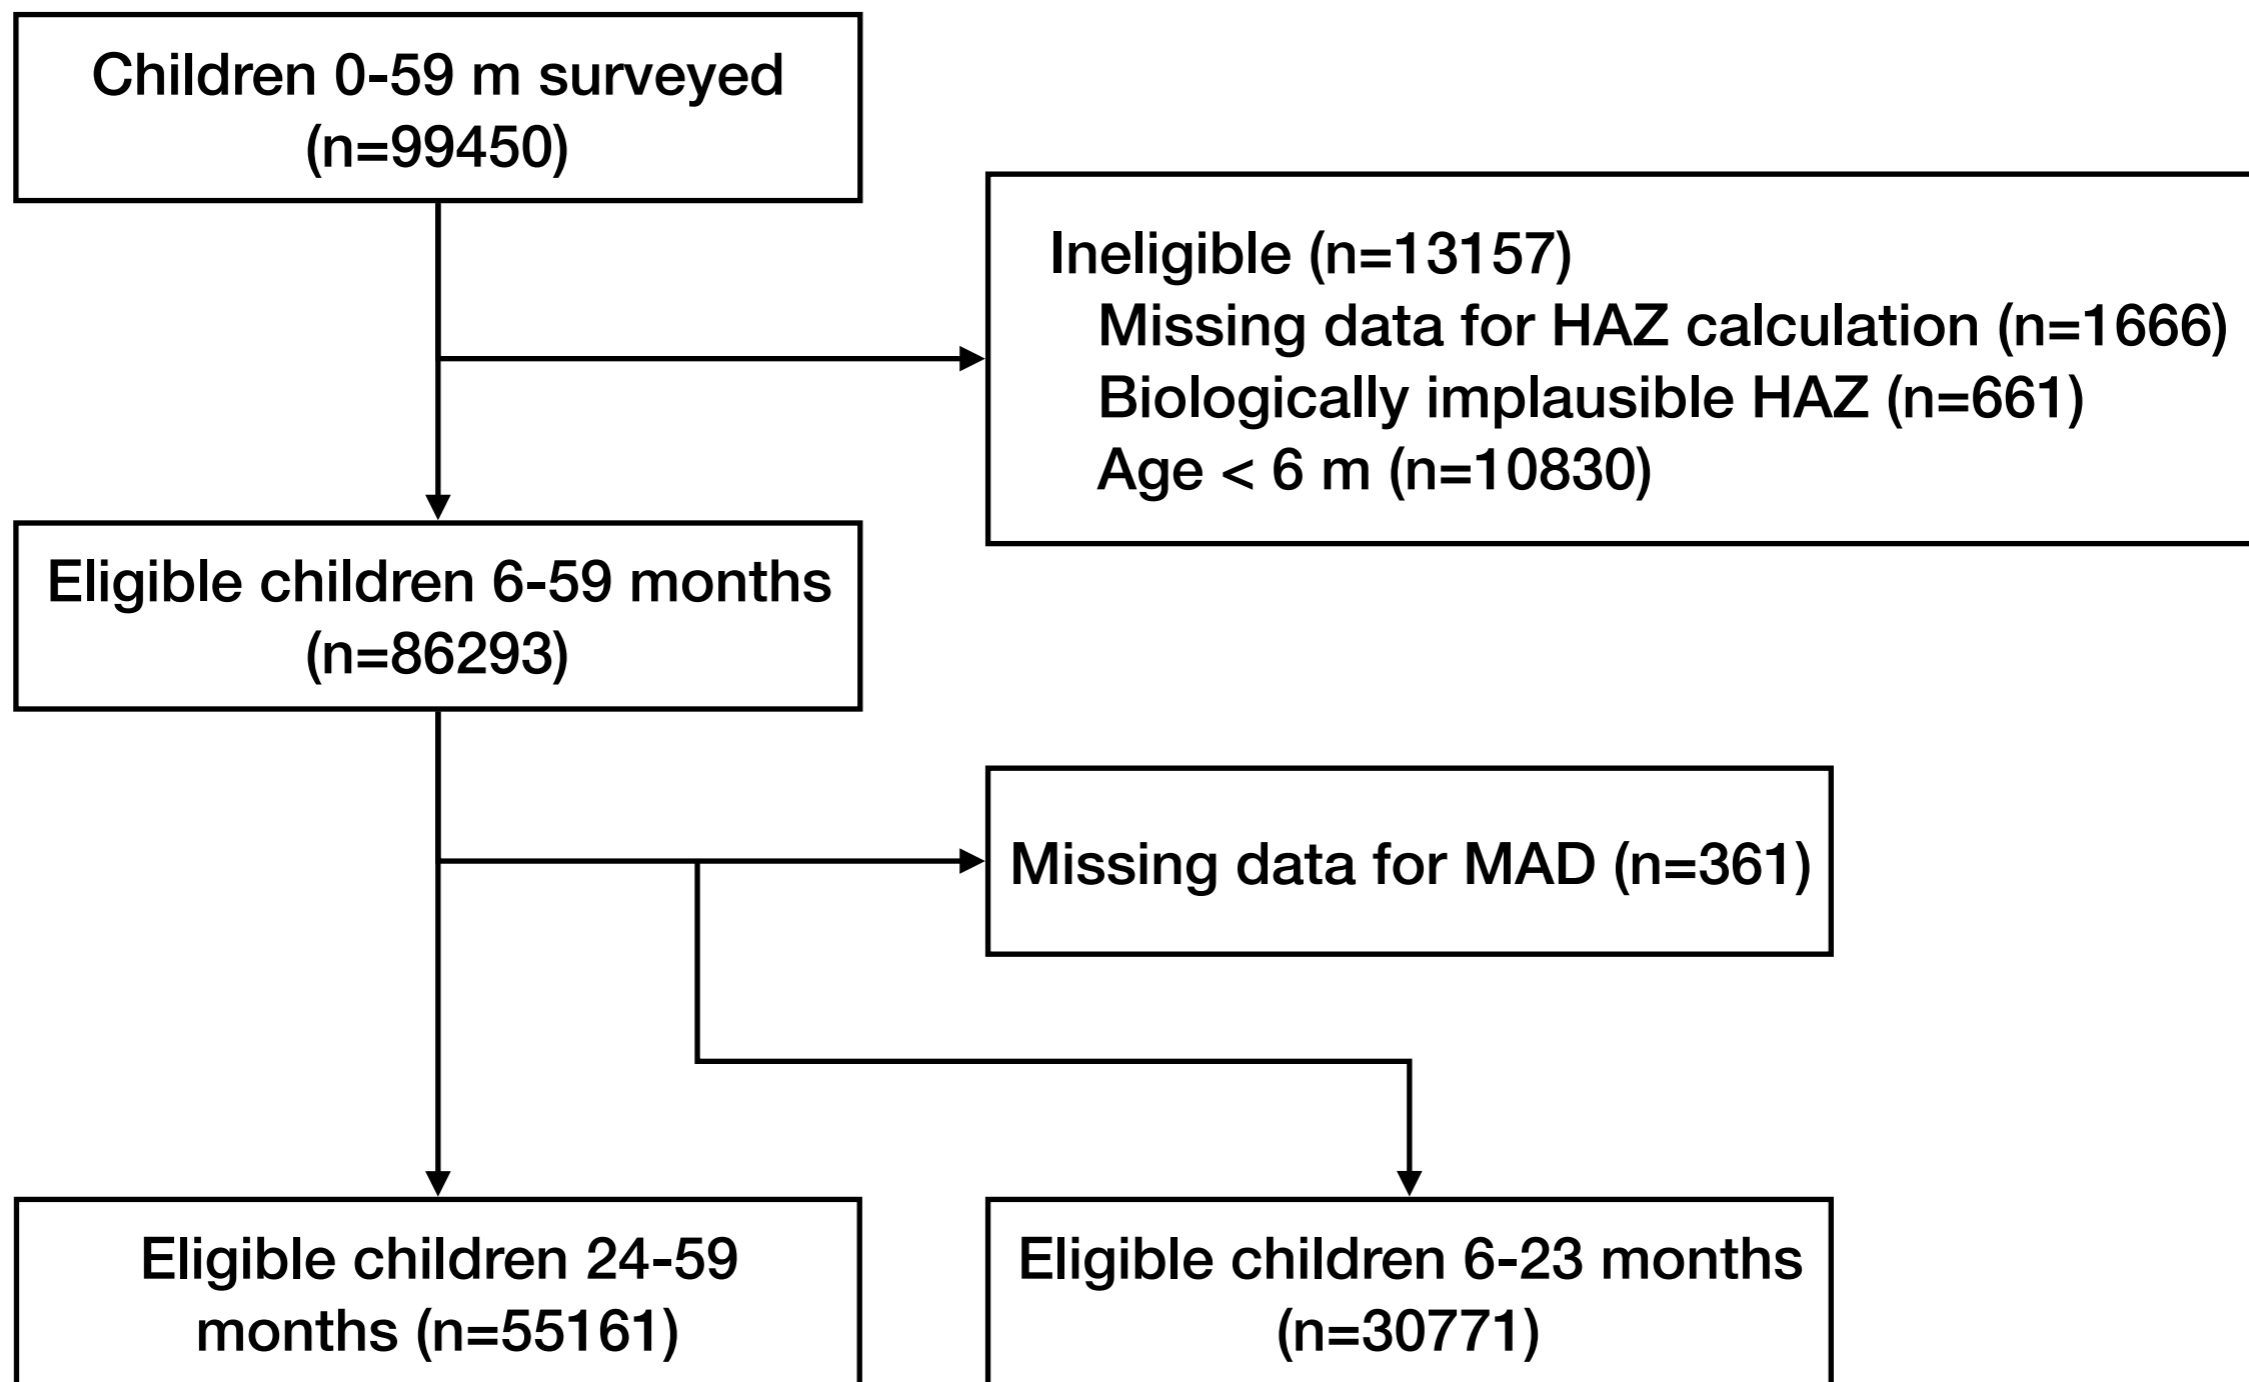 Children 0-59 m surveyed
(n=99450)
Ineligible (n=13157)
Missing data for HAZ calculation (n=1666)
Biologically implausible HAZ (n=661)
Age < 6 m (n=10830)
Eligible children 6-59 months
(n=86293)
Missing data for MAD (n=361)
Eligible children 24-59
months (n=55161)
Eligible children 6-23 months
(n=30771)